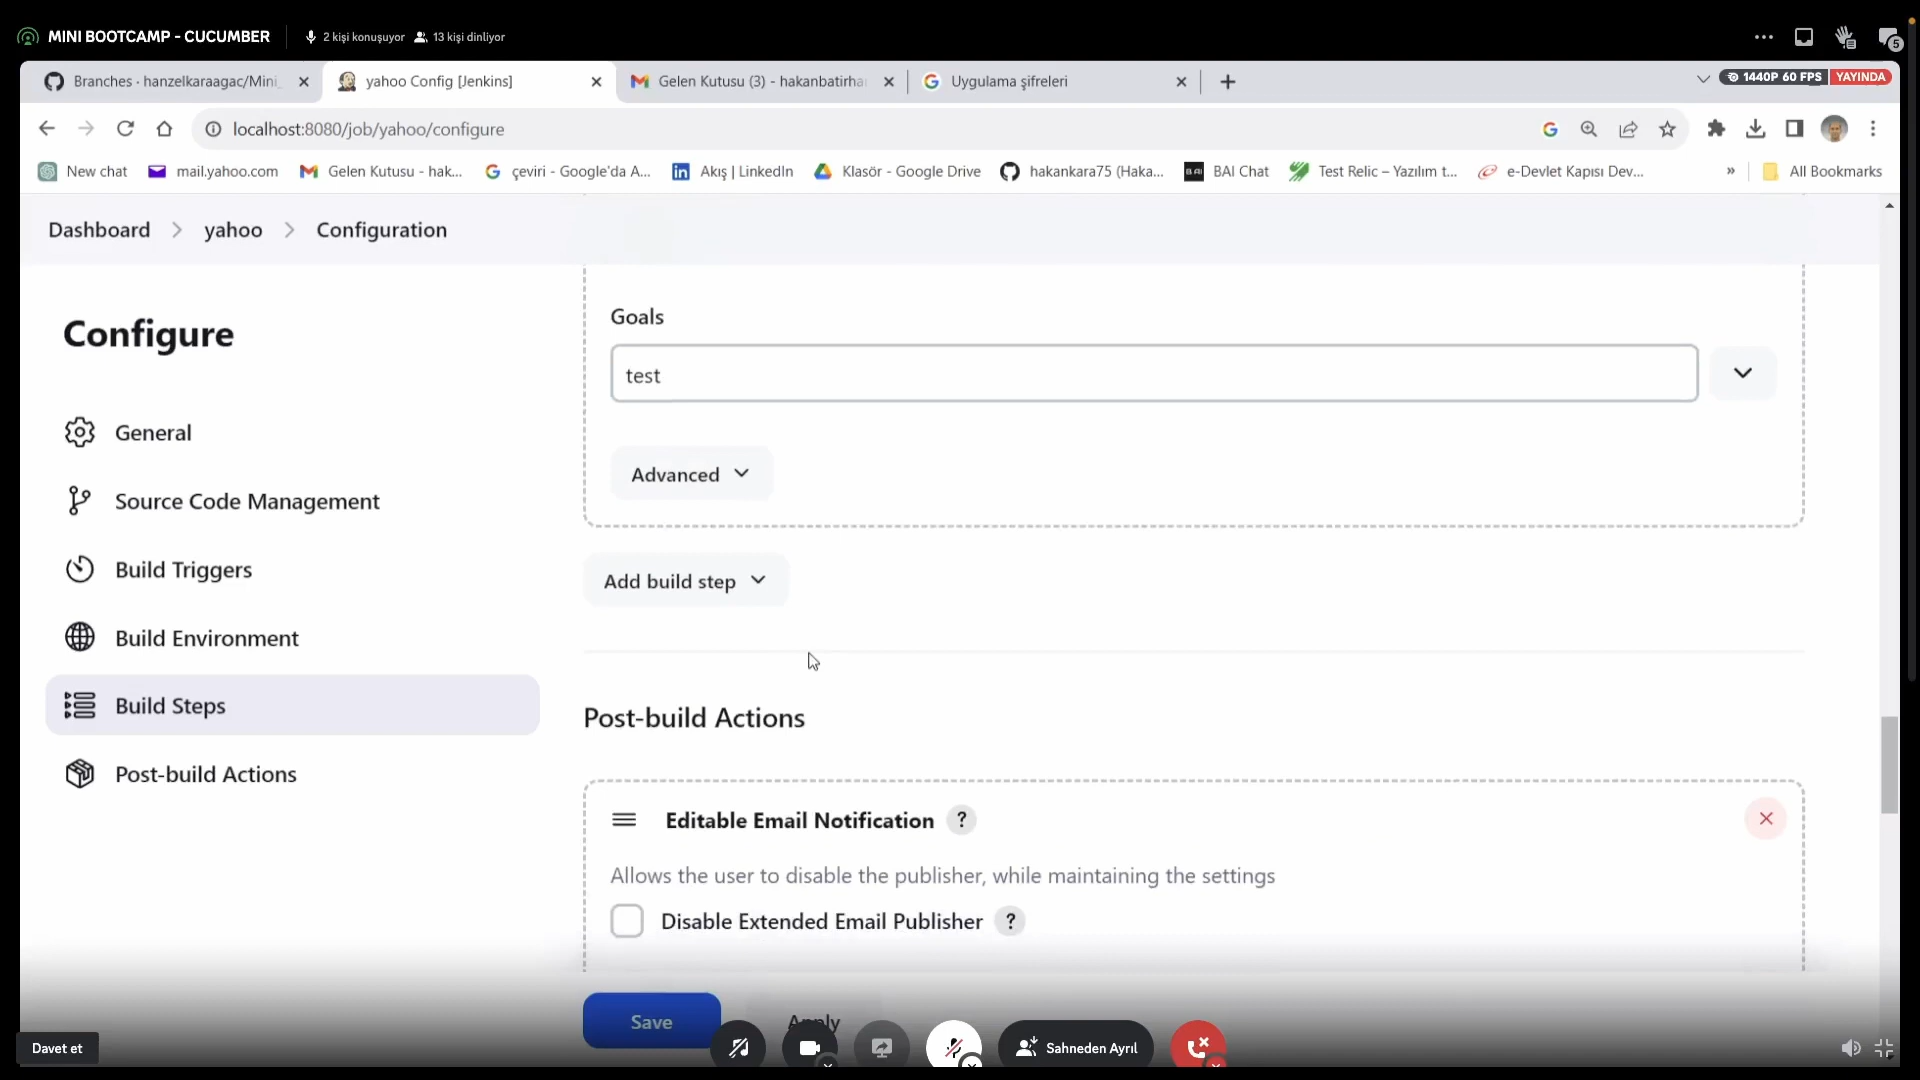 MINI BOOTCAMP - CUCUMBER
2 kişi konuşuyor
13 kişi dinliyor
5
Branches · hanzelkaraagac/Mini_
yahoo Config [Jenkins]
Gelen Kutusu (3) - hakanbatirha
Uygulama şifreleri
1440P 60 FPS
YAYINDA
localhost:8080/job/yahoo/configure
New chat
mail.yahoo.com
Gelen Kutusu - hak...
çeviri - Google'da A...
Akış | LinkedIn
Klasör - Google Drive
hakankara75 (Haka...
BAI Chat
Test Relic – Yazılım t...
e-Devlet Kapısı Dev...
»
All Bookmarks
Dashboard > yahoo > Configuration
Configure
General
Source Code Management
Build Triggers
Build Environment
Build Steps
Post-build Actions
Goals
test
Advanced
Add build step
Post-build Actions
Editable Email Notification ?
Allows the user to disable the publisher, while maintaining the settings
Disable Extended Email Publisher ?
Save
Apply
Davet et
Sahneden Ayrıl